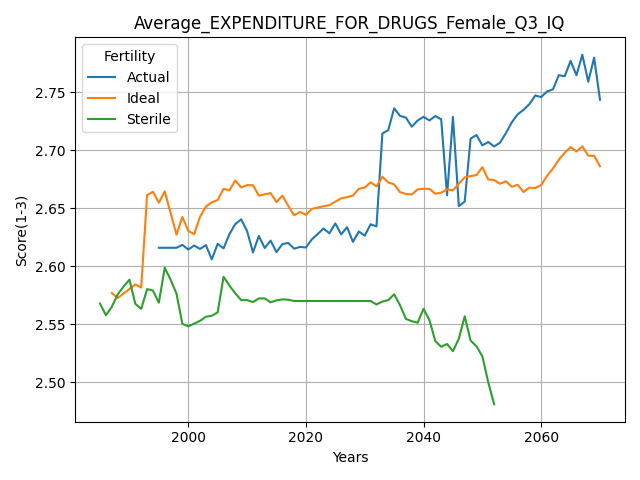 Average_EXPENDITURE_FOR_DRUGS_Female_Q3_IQ
Fertility
Actual
Ideal
Sterile
Score(1-3)
2.75
2.70
2.65
2.60
2.55
2.50
2000
2020
2040
2060
Years